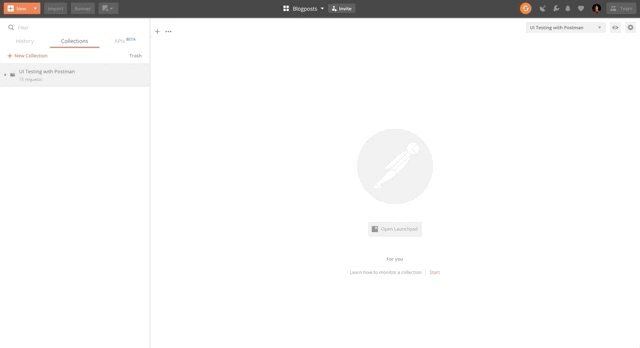 New Import Runner Blogposts Invite Team
Filter
History Collections APIs BETA
+ New Collection Trash
UI Testing with Postman
15 requests
UI Testing with Postman
Open Launchpad
For you
Learn how to monitor a collection Start